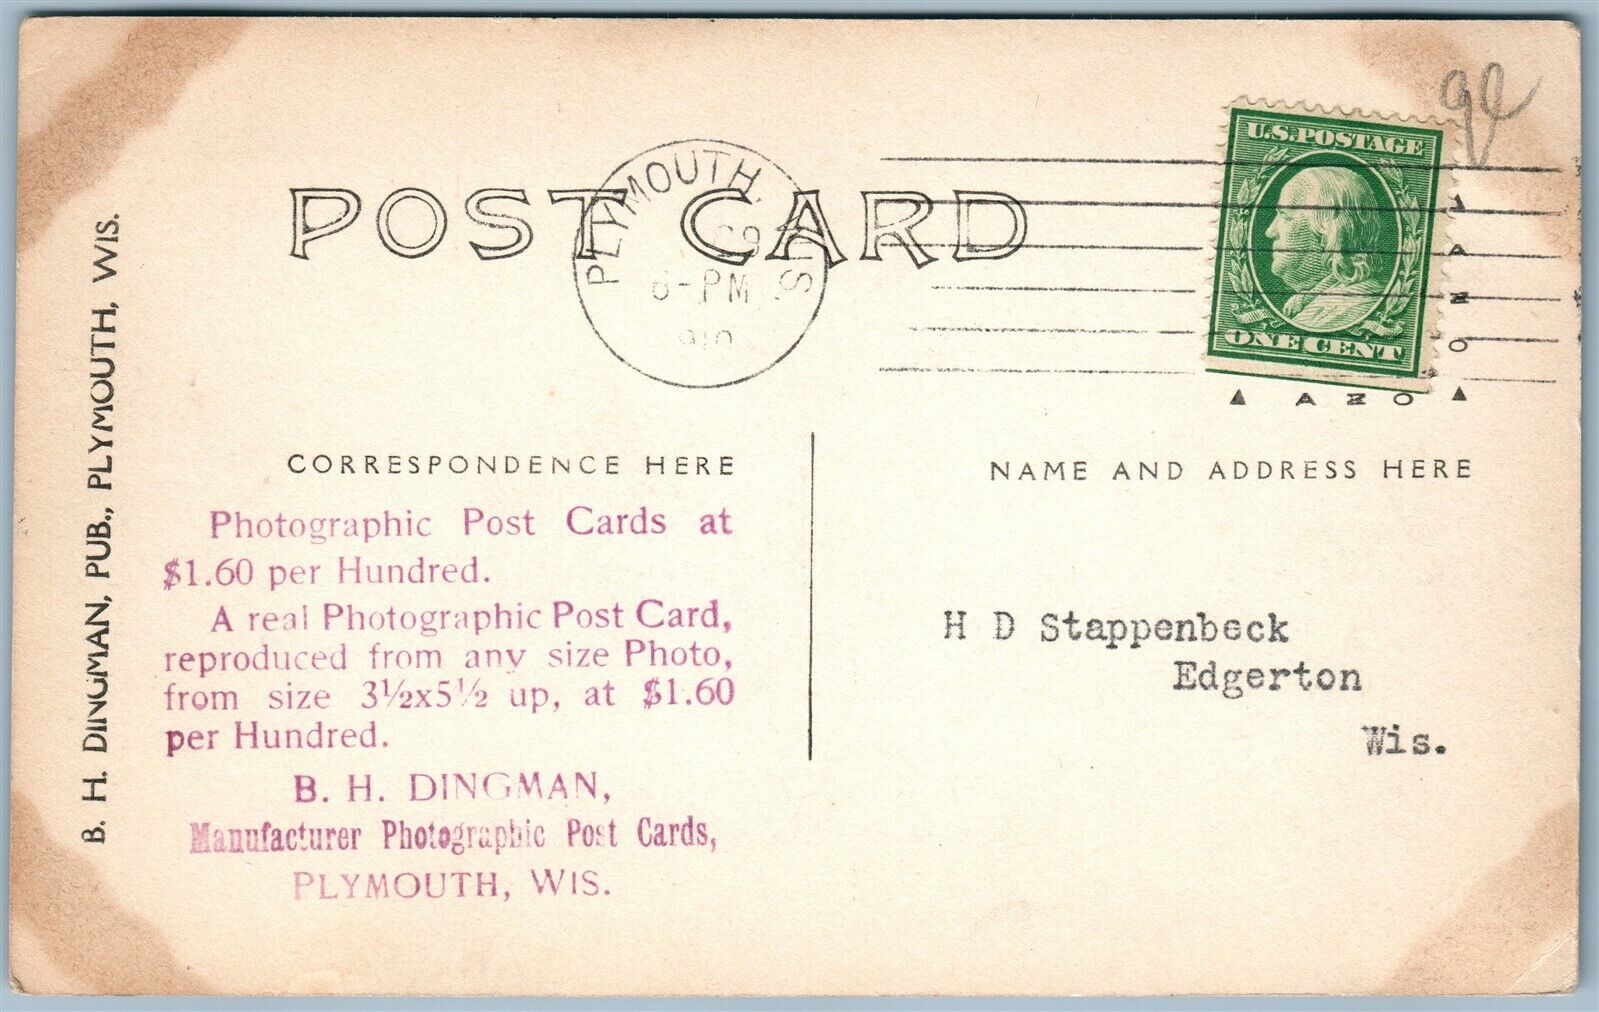 POST CARD
PLYMOUTH, WIS
-PM
U.S. POSTAGE
ONE CENT
AZO
AZO
B. H. DINGMAN, PUB., PLYMOUTH, WIS.
CORRESPONDENCE HERE
Photographic Post Cards at
$1.60 per Hundred.
A real Photographic Post Card,
reproduced from any size Photo,
from size 3½x5½ up, at $1.60
per Hundred.
B. H. DINGMAN,
Manufacturer Photographic Post Cards,
PLYMOUTH, WIS.
NAME AND ADDRESS HERE
H D Stappenbeck
Edgerton
Wis.